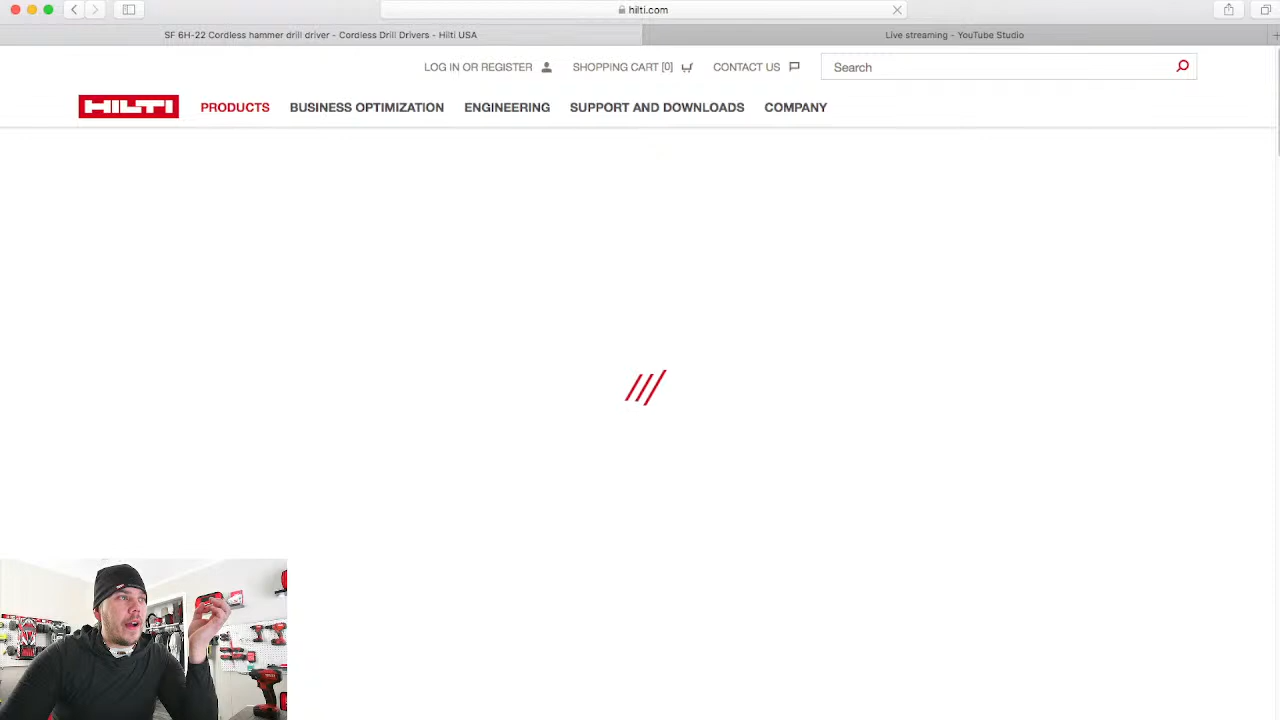 hilti.com
SF 6H-22 Cordless hammer drill driver - Cordless Drill Drivers - Hilti USA
Live streaming - YouTube Studio
LOG IN OR REGISTER
SHOPPING CART [0]
CONTACT US
Search
HILTI
PRODUCTS
BUSINESS OPTIMIZATION
ENGINEERING
SUPPORT AND DOWNLOADS
COMPANY